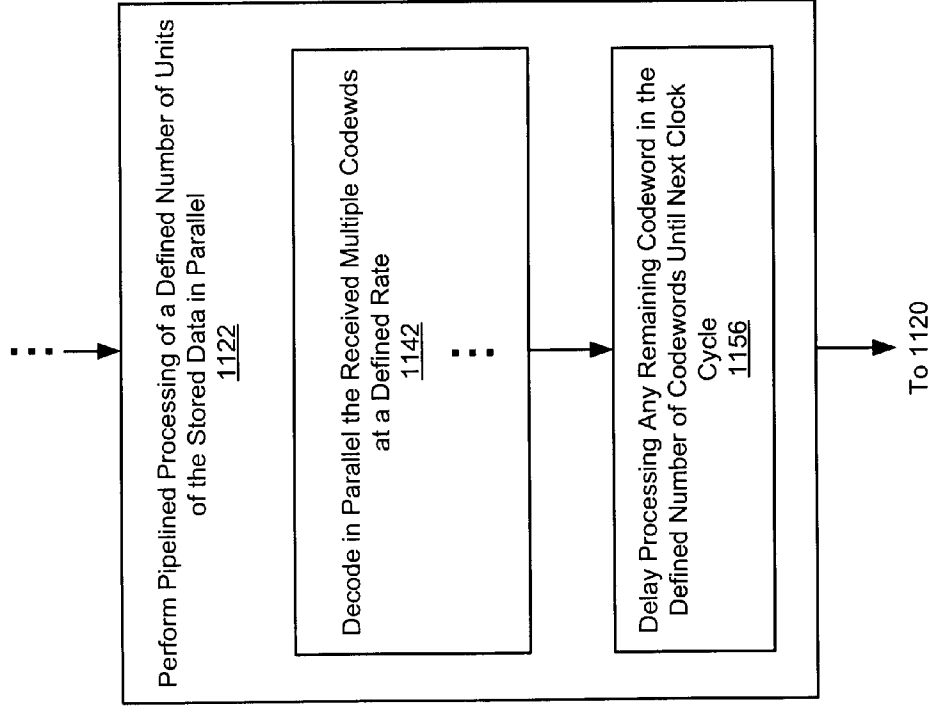 ...
Perform Pipelined Processing of a Defined Number of Units
of the Stored Data in Parallel
1122
Decode in Parallel the Received Multiple Codewds
at a Defined Rate
1142
...
Delay Processing Any Remaining Codeword in the
Defined Number of Codewords Until Next Clock
Cycle
1156
To 1120